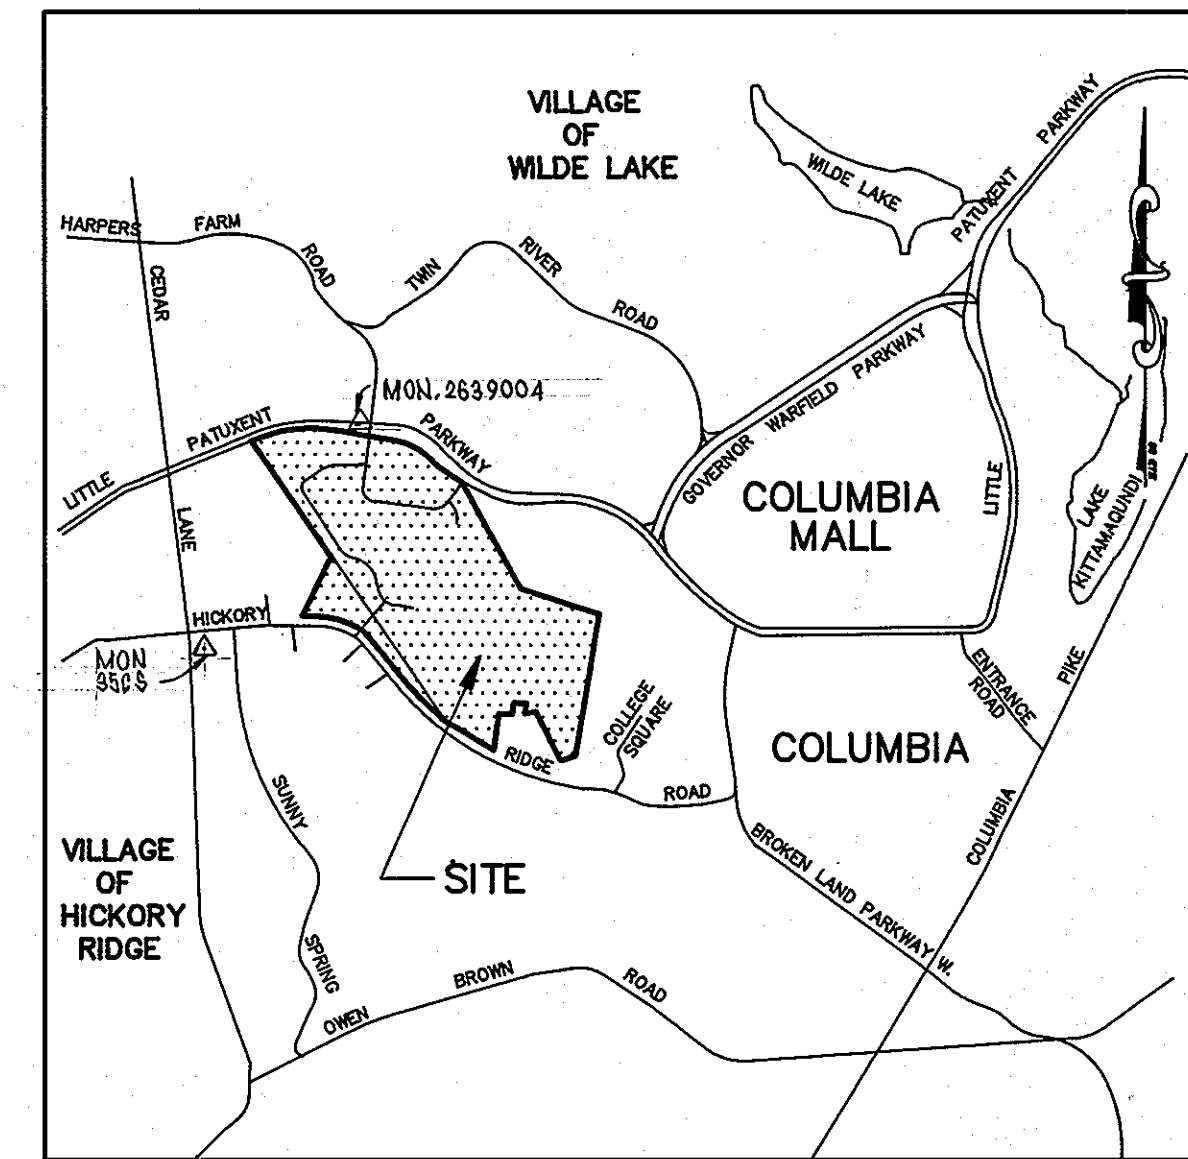 VILLAGE
OF
WILDE LAKE
WILDE LAKE
PATUXENT PARKWAY
HARPERS FARM ROAD
CEDAR
LANE
TWIN RIVER ROAD
MON. 2639004
LITTLE PATUXENT PARKWAY
GOVERNOR WARFIELD PARKWAY
COLUMBIA
MALL
LITTLE
LAKE
KITTAMAQUNDI
HICKORY
RIDGE
ROAD
MON
35CS
COLLEGE
SQUARE
ENTRANCE
ROAD
COLUMBIA
PIKE
COLUMBIA
SUNNY
SPRING
VILLAGE
OF
HICKORY
RIDGE
SITE
BROKEN LAND PARKWAY W.
OWEN BROWN ROAD